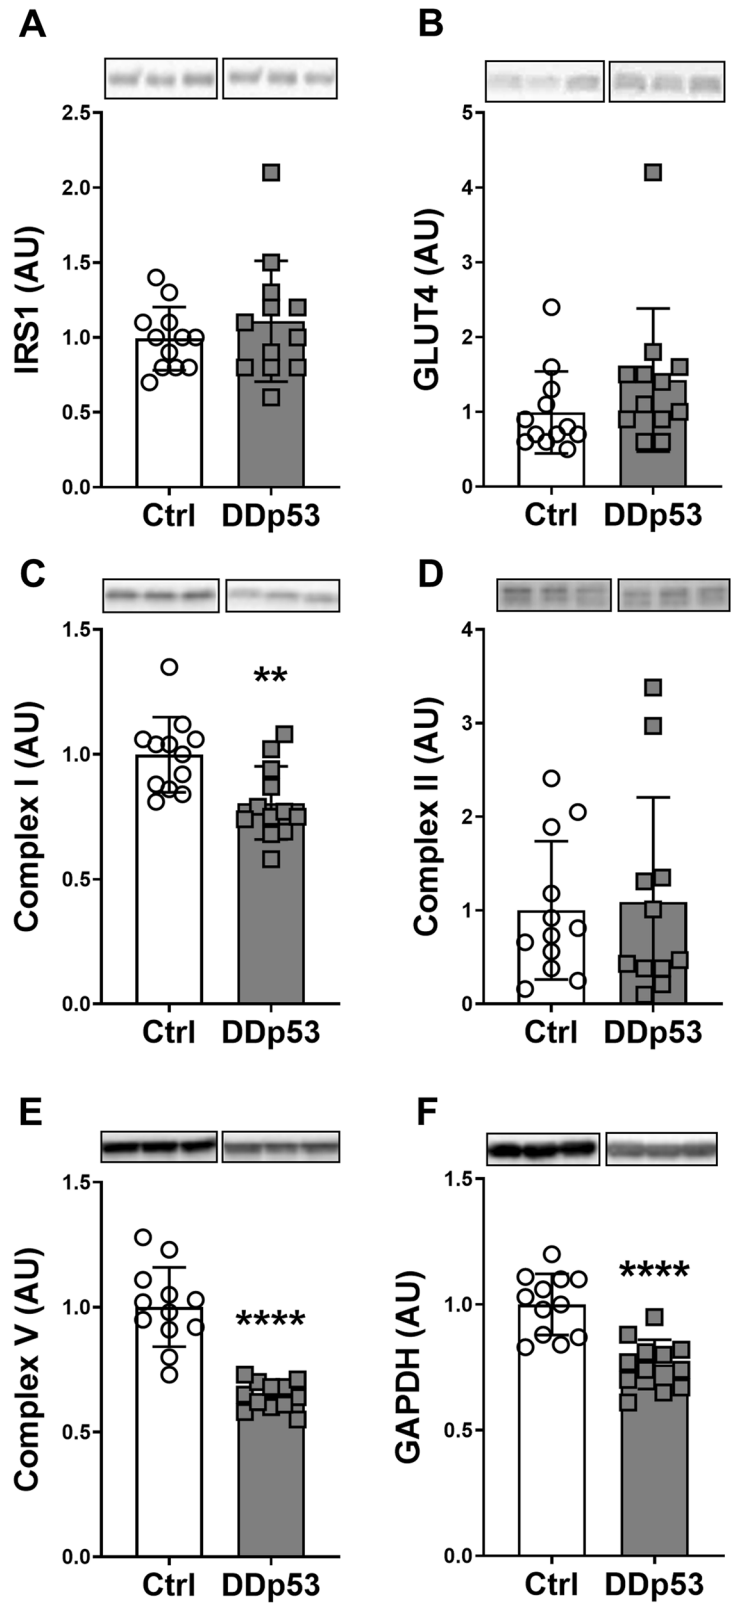 A
IRS1 (AU)
2.5
2.0
1.5
1.0
0.5
0.0
Ctrl DDp53
B
GLUT4 (AU)
5
4
3
2
1
0
Ctrl DDp53
C
Complex I (AU)
1.5
1.0
0.5
0.0
**
Ctrl DDp53
D
Complex II (AU)
4
3
2
1
0
Ctrl DDp53
E
Complex V (AU)
1.5
1.0
0.5
0.0
****
Ctrl DDp53
F
GAPDH (AU)
1.5
1.0
0.5
0.0
****
Ctrl DDp53